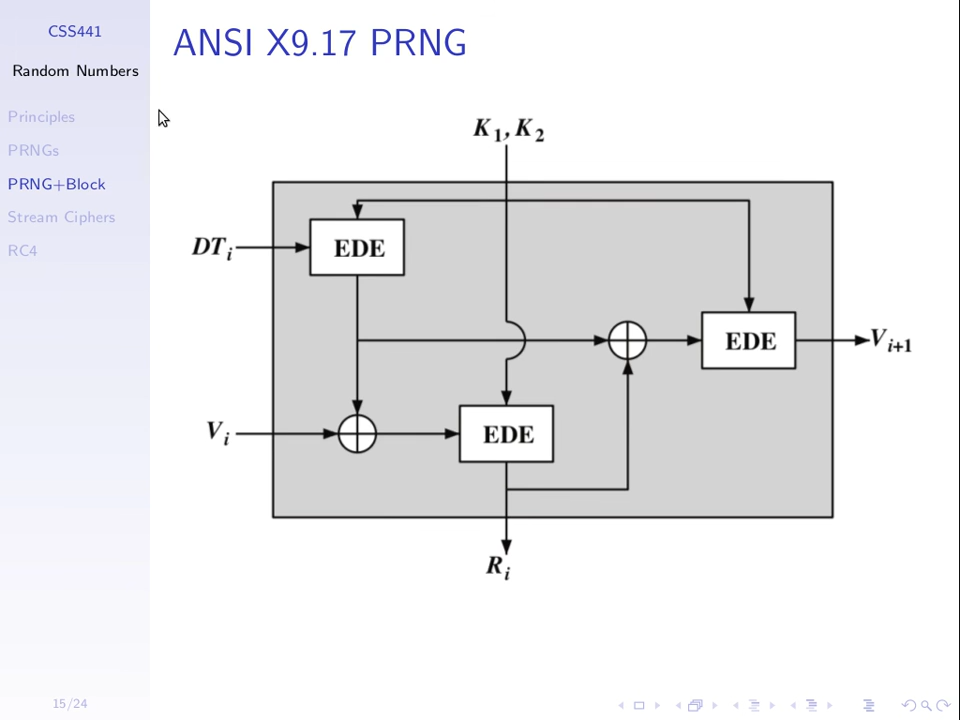 CSS441
Random Numbers
Principles
PRNGs
PRNG+Block
Stream Ciphers
RC4
15/24
ANSI X9.17 PRNG
K1, K2
DTi
EDE
EDE
Vi+1
Vi
EDE
Ri